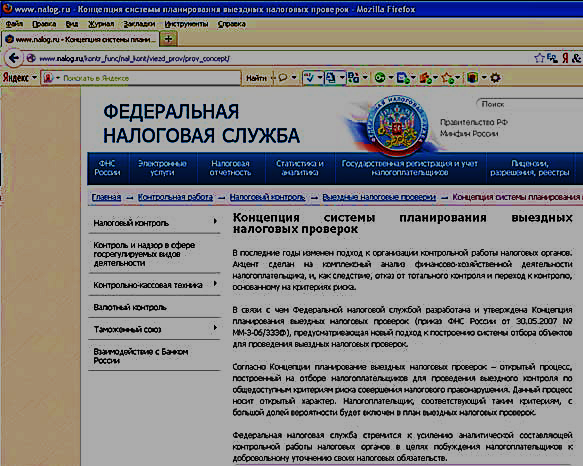 www.nalog.ru - Концепция системы планирования выездных налоговых проверок - Mozilla Firefox
Файл Правка Вид Журнал Закладки Инструменты Справка
www.nalog.ru - Концепция системы плани...
www.nalog.ru/kontr_func/nal_kont/viezd_prov/prov_concept/
Яндекс Поиск в Яндексе Найти
Поиск
ФЕДЕРАЛЬНАЯ
НАЛОГОВАЯ СЛУЖБА
Правительство РФ
Минфин России
ФНС России
Электронные услуги
Налоговая отчетность
Статистика и аналитика
Государственная регистрация и учет налогоплательщиков
Лицензии, разрешения, реестры
Главная → Контрольная работа → Налоговый контроль → Выездные налоговые проверки → Концепция системы планирования
Налоговый контроль
Контроль и надзор в сфере
госрегулируемых видов
деятельности
Контрольно-кассовая техника
Валютный контроль
Таможенный союз
Взаимодействие с Банком
России
Концепция системы планирования выездных
налоговых проверок
В последние годы изменен подход к организации контрольной работы налоговых органов.
Акцент сделан на комплексный анализ финансово-хозяйственной деятельности
налогоплательщика, и, как следствие, отказ от тотального контроля и переход к контролю,
основанному на критериях риска.
В связи с чем Федеральной налоговой службой разработана и утверждена Концепция
планирования выездных налоговых проверок (приказ ФНС России от 30.05.2007 №
ММ-3-06/333@), предусматривающая новый подход к построению системы отбора объектов
для проведения выездных налоговых проверок.
Согласно Концепции планирование выездных налоговых проверок – открытый процесс,
построенный на отборе налогоплательщиков для проведения выездного контроля по
общедоступным критериям риска совершения налогового правонарушения. Данный процесс
носит открытый характер. Налогоплательщик, соответствующий таким критериям, с
большой долей вероятности будет включен в план выездных налоговых проверок.
Федеральная налоговая служба стремится к усилению аналитической составляющей
контрольной работы налоговых органов в целях побуждения налогоплательщиков к
добровольному уточнению своих налоговых обязательств.